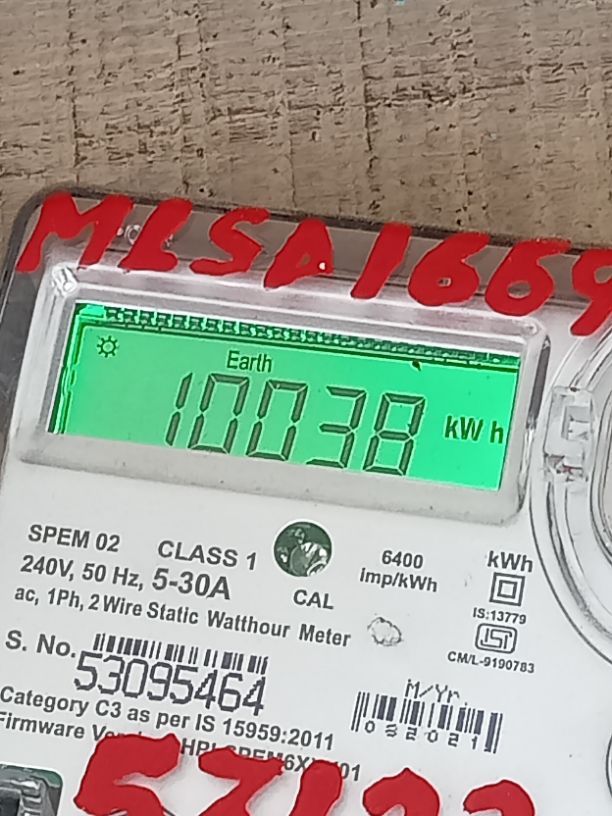 MLSA1669
Earth
10038 kWh
SPEM 02 CLASS 1 6400 kWh
240V, 50 Hz, 5-30A imp/kWh
CAL
ac, 1Ph, 2 Wire Static Watthour Meter
IS:13779
CM/L-9190783
S. No. 53095464
M/Yr.
032021
Category C3 as per IS 15959:2011
Firmware